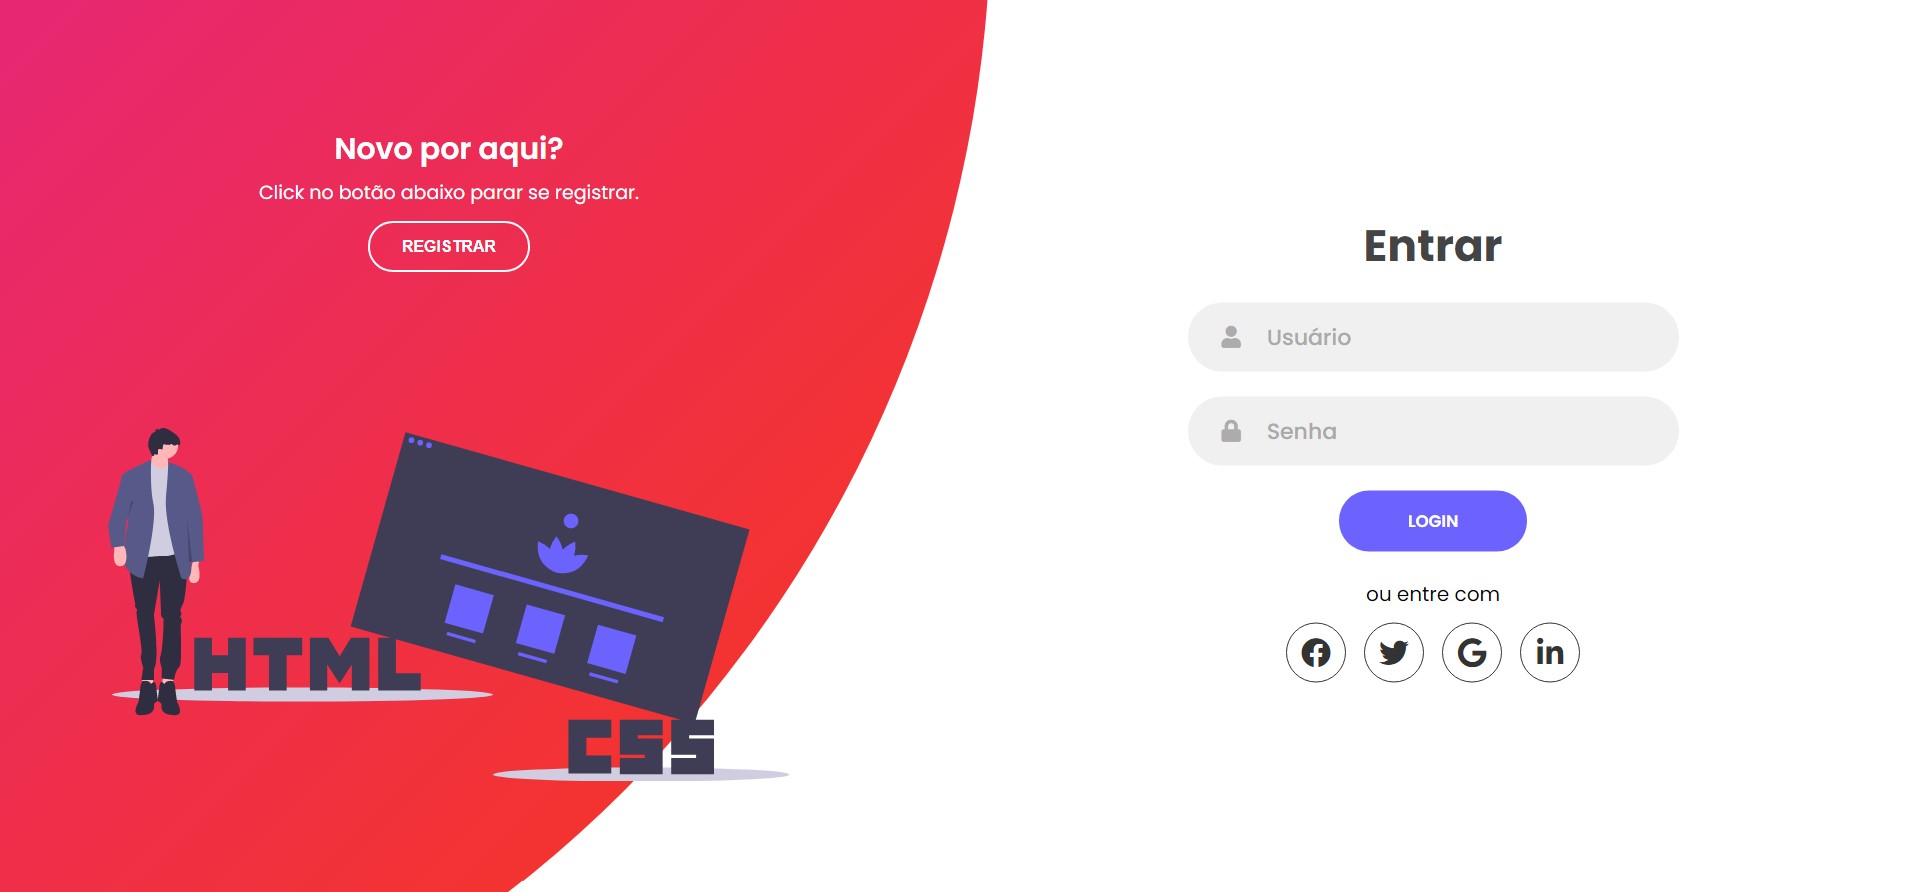 Novo por aqui?
Click no botão abaixo parar se registrar.
REGISTRAR
HTML
CSS
Entrar
Usuário
Senha
LOGIN
ou entre com